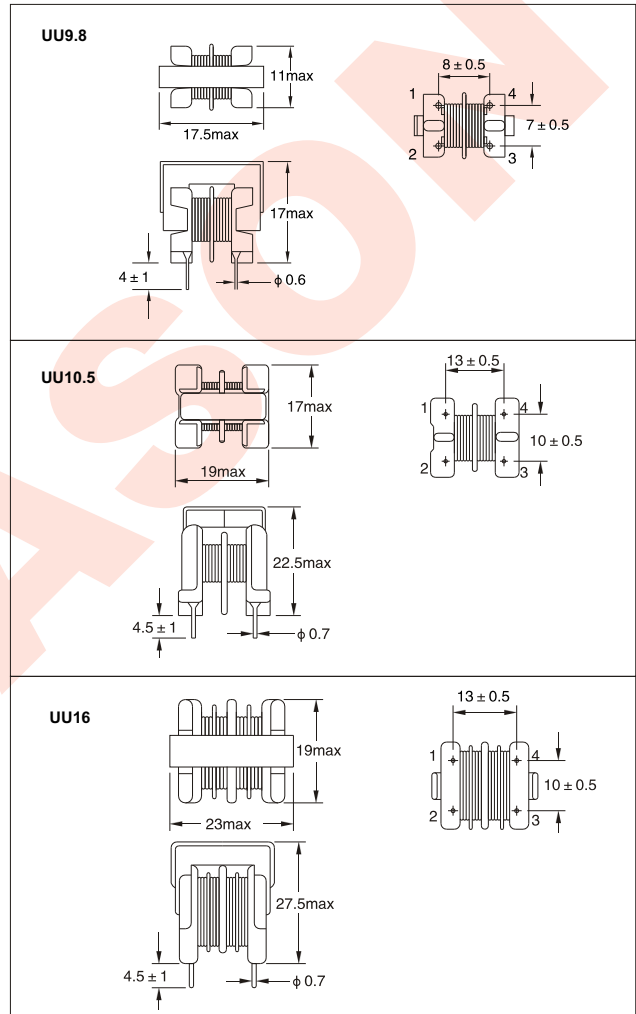 UU9.8
11max
17.5max
8 ± 0.5
1 4
7 ± 0.5
2 3
17max
4 ± 1
ϕ 0.6
UU10.5
17max
19max
13 ± 0.5
1 4
10 ± 0.5
2 3
22.5max
4.5 ± 1
ϕ 0.7
UU16
19max
23max
13 ± 0.5
1 4
10 ± 0.5
2 3
27.5max
4.5 ± 1
ϕ 0.7
ASON